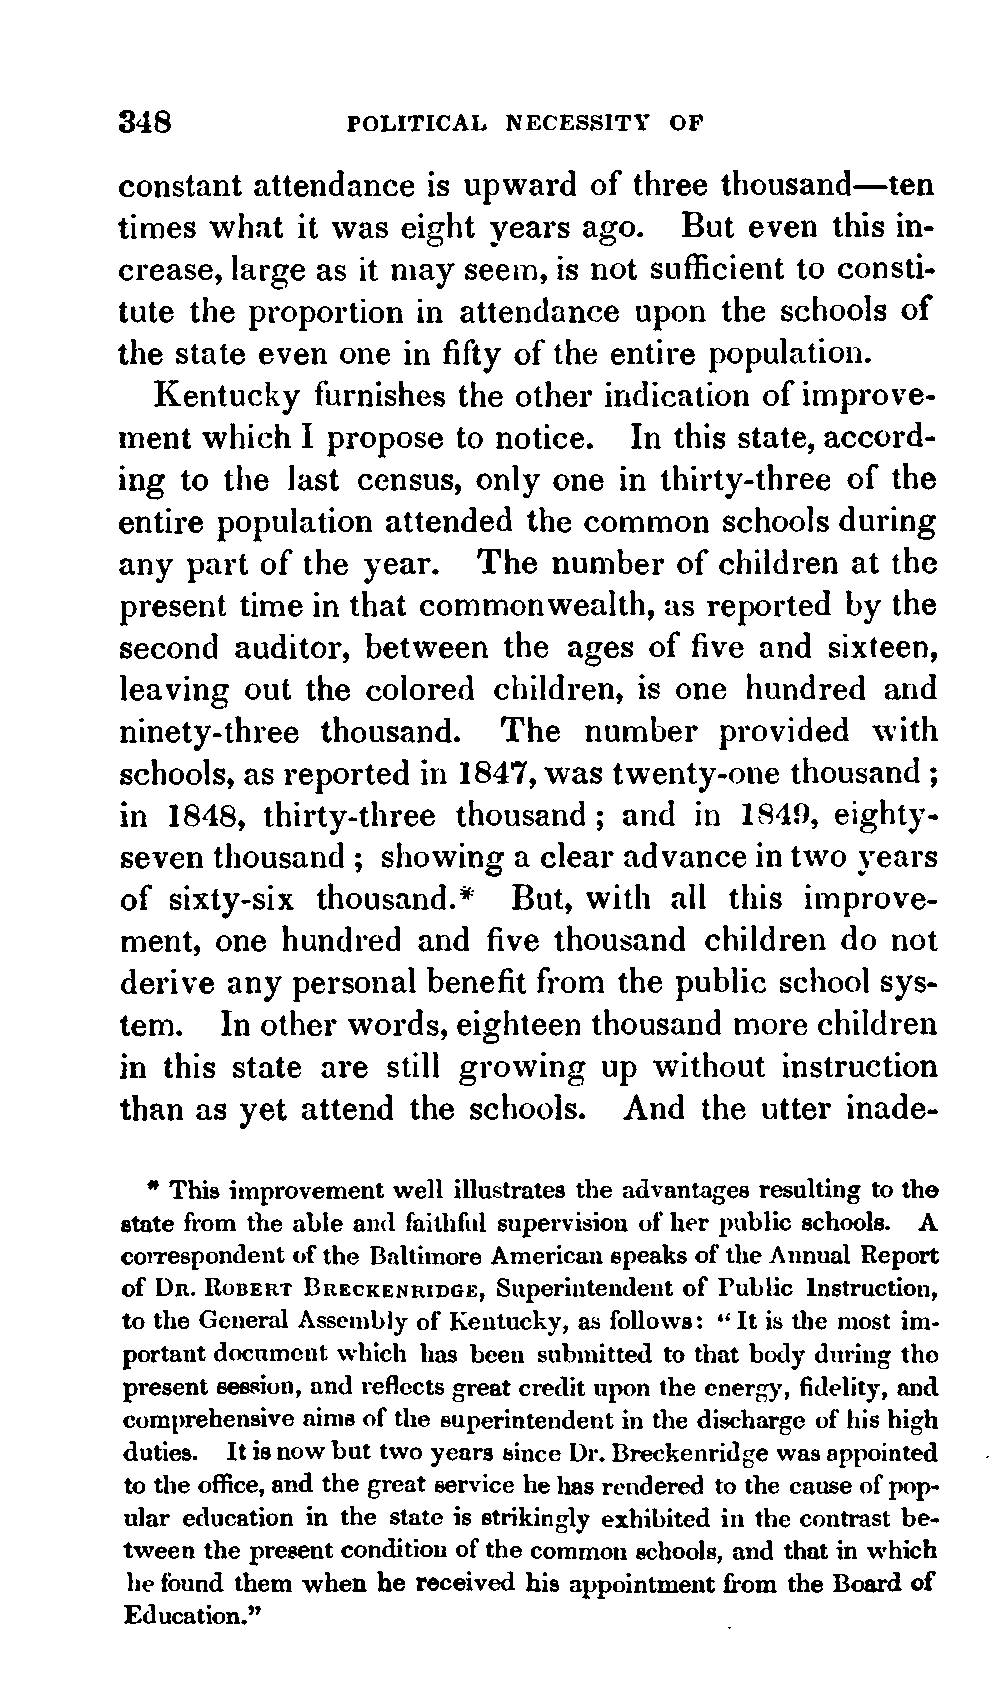 348 POLITICAL NECESSITY OF
constant attendance is upward of three thousand—ten
times what it was eight years ago. But even this in-
crease, large as it may seem, is not sufficient to consti-
tute the proportion in attendance upon the schools of
the state even one in fifty of the entire population.
Kentucky furnishes the other indication of improve-
ment which I propose to notice. In this state, accord-
ing to the last census, only one in thirty-three of the
entire population attended the common schools during
any part of the year. The number of children at the
present time in that commonwealth, as reported by the
second auditor, between the ages of five and sixteen,
leaving out the colored children, is one hundred and
ninety-three thousand. The number provided with
schools, as reported in 1847, was twenty-one thousand ;
in 1848, thirty-three thousand ; and in 1849, eighty-
seven thousand ; showing a clear advance in two years
of sixty-six thousand.* But, with all this improve-
ment, one hundred and five thousand children do not
derive any personal benefit from the public school sys-
tem. In other words, eighteen thousand more children
in this state are still growing up without instruction
than as yet attend the schools. And the utter inade-
* This improvement well illustrates the advantages resulting to the
state from the able and faithful supervision of her public schools. A
correspondent of the Baltimore American speaks of the Annual Report
of DR. ROBERT BRECKENRIDGE, Superintendent of Public Instruction,
to the General Assembly of Kentucky, as follows: "It is the most im-
portant document which has been submitted to that body during the
present session, and reflects great credit upon the energy, fidelity, and
comprehensive aims of the superintendent in the discharge of his high
duties. It is now but two years since Dr. Breckenridge was appointed
to the office, and the great service he has rendered to the cause of pop-
ular education in the state is strikingly exhibited in the contrast be-
tween the present condition of the common schools, and that in which
he found them when he received his appointment from the Board of
Education."